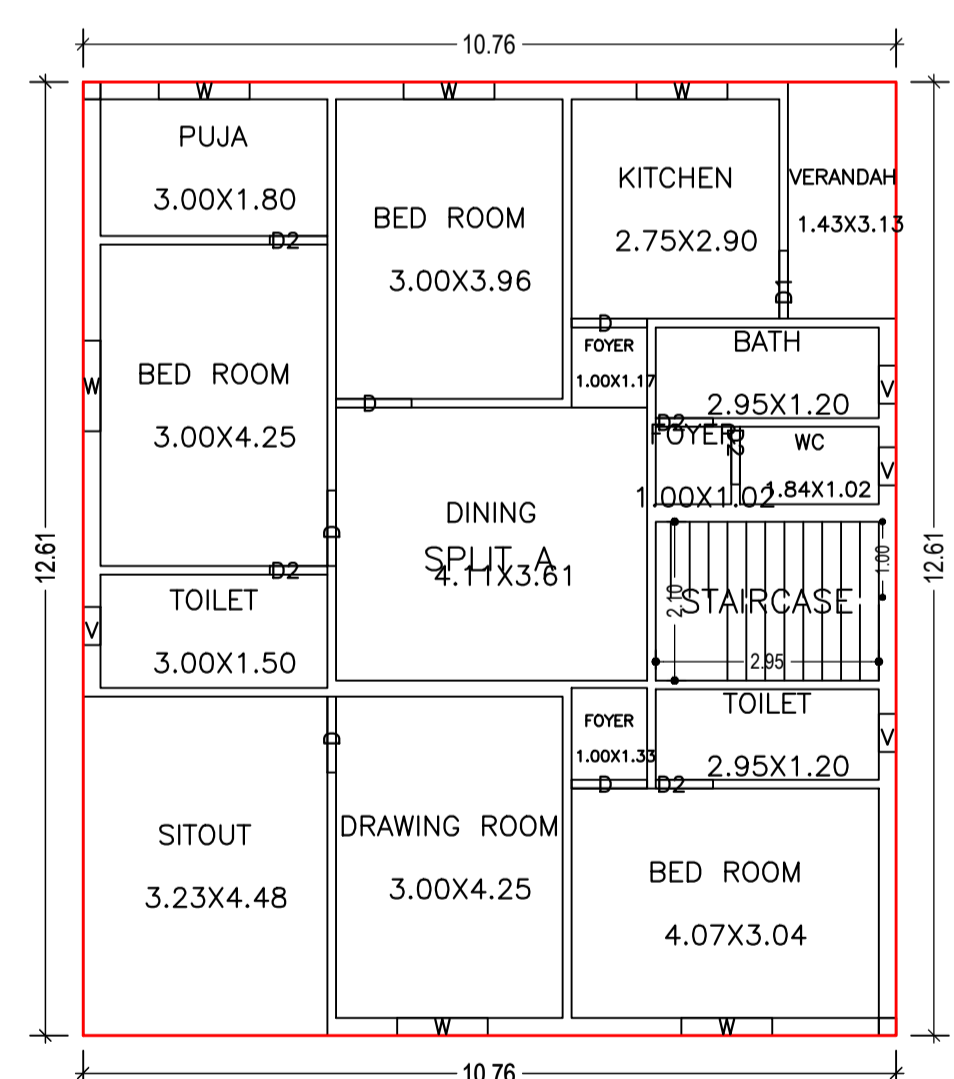 10.76
W
W
W
PUJA
3.00X1.80
BED ROOM
3.00X3.96
KITCHEN
2.75X2.90
VERANDAH
1.43X3.13
D2
D1
D
FOYER
1.00X1.17
BATH
2.95X1.20
V
W
BED ROOM
3.00X4.25
D
D2
FOYER
1.00X1.02
D2
WC
1.84X1.02
V
DINING
SPLIT A
4.11X3.61
D
12.61
12.61
D2
TOILET
3.00X1.50
V
STAIRCASE
2.10
1.00
2.95
FOYER
1.00X1.33
TOILET
2.95X1.20
V
D
D
D2
SITOUT
3.23X4.48
DRAWING ROOM
3.00X4.25
BED ROOM
4.07X3.04
W
W
10.76